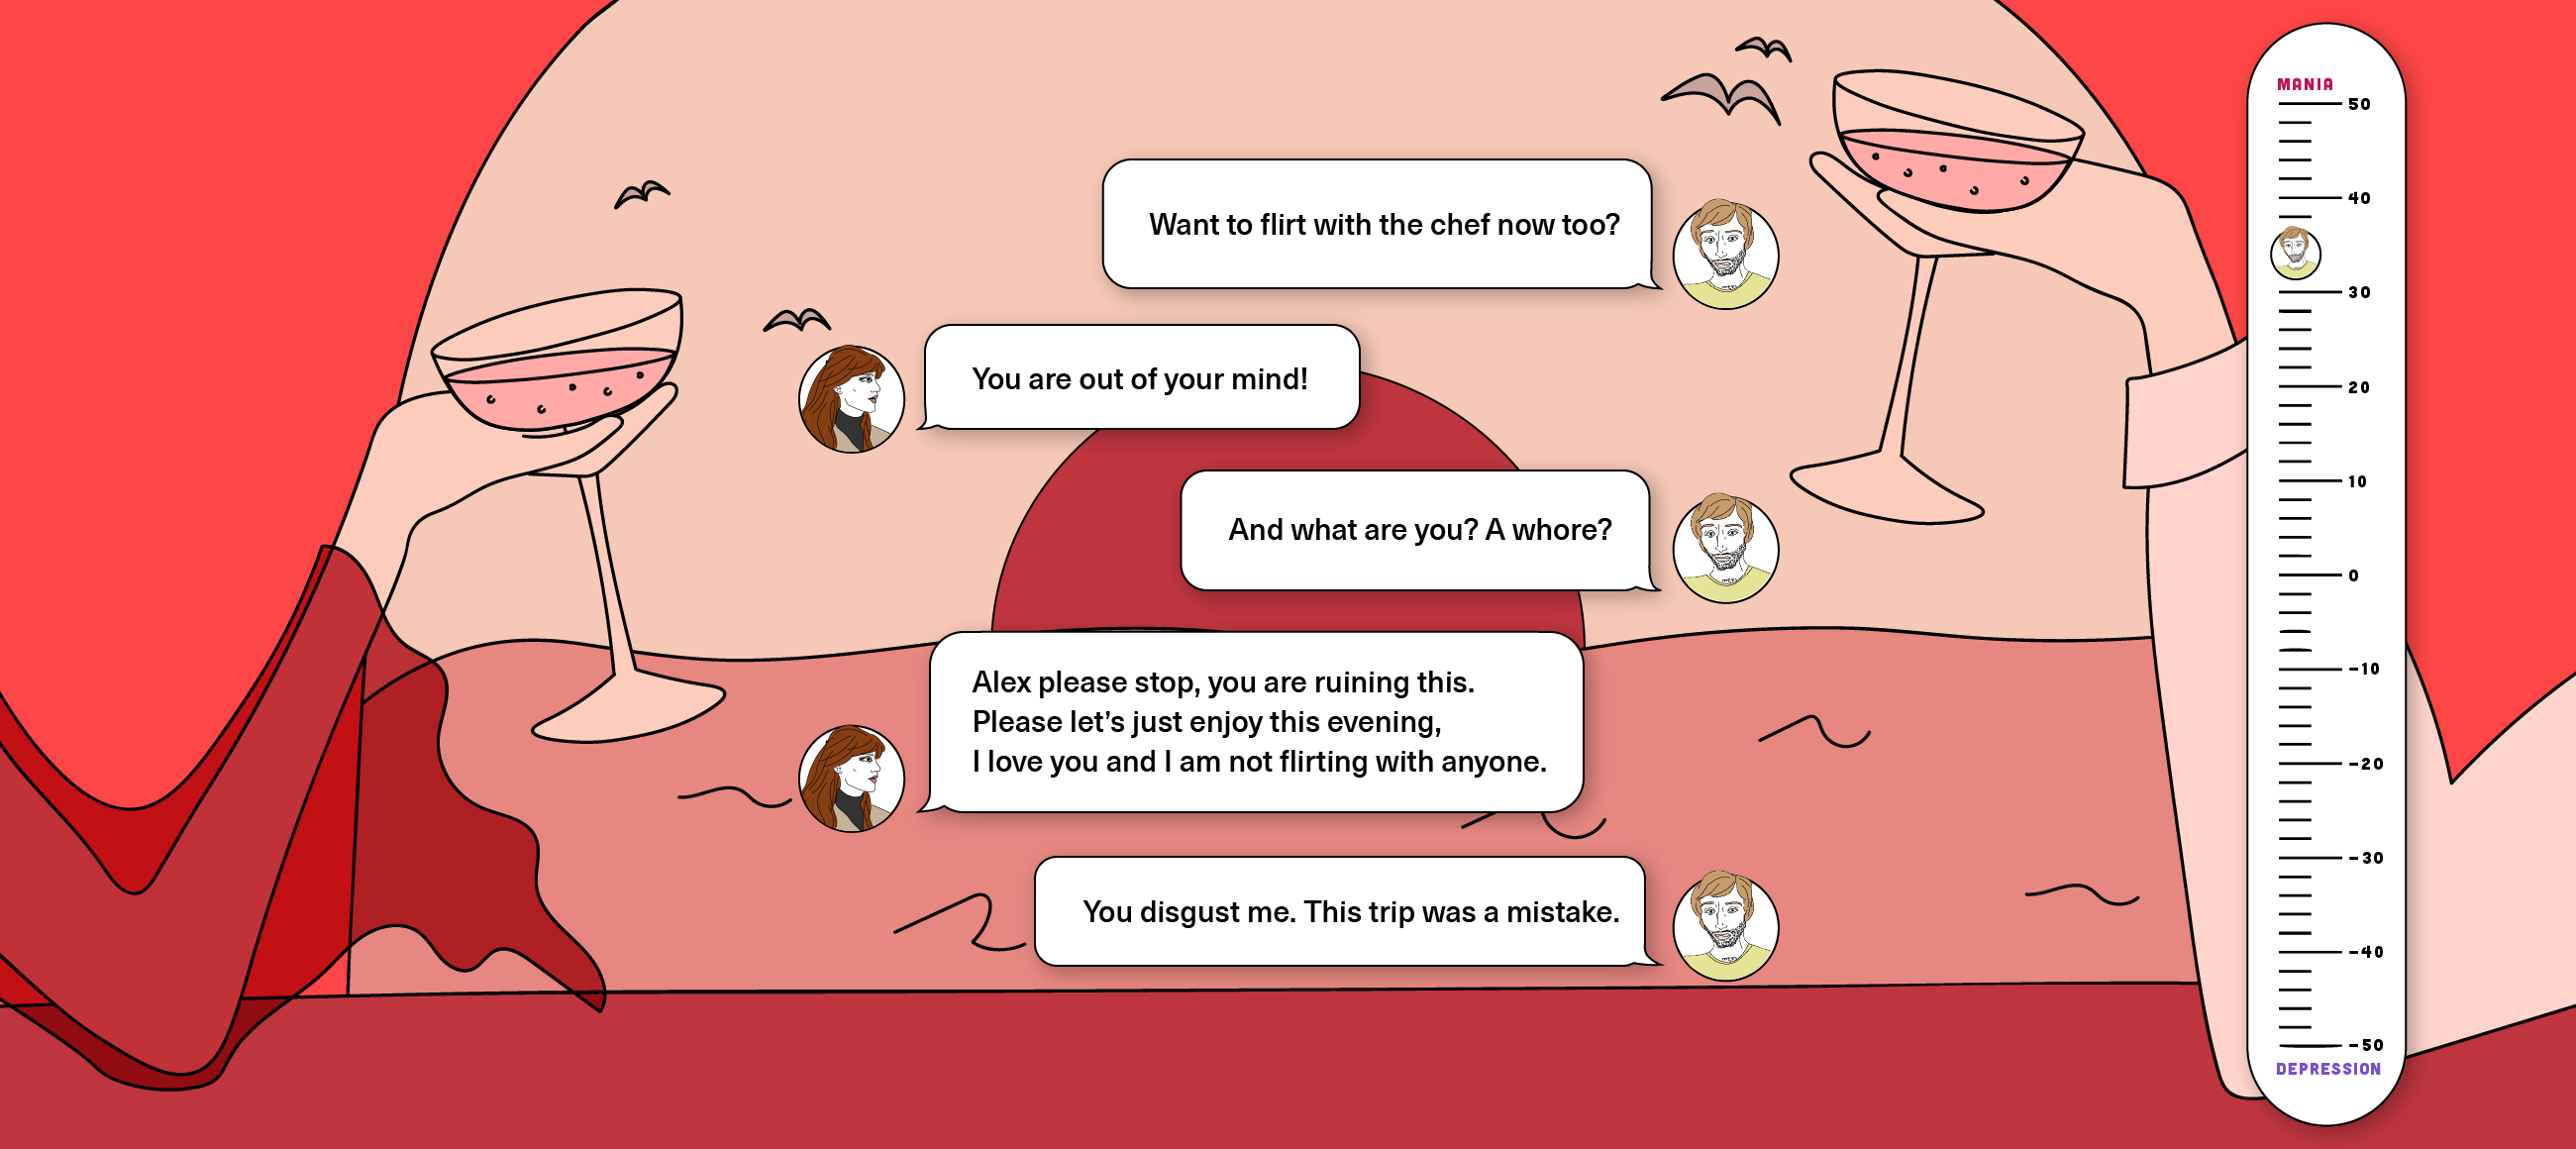 Want to flirt with the chef now too?
You are out of your mind!
And what are you? A whore?
Alex please stop, you are ruining this.
Please let’s just enjoy this evening,
I love you and I am not flirting with anyone.
You disgust me. This trip was a mistake.
MANIA
50
40
30
20
10
0
-10
-20
-30
-40
-50
DEPRESSION